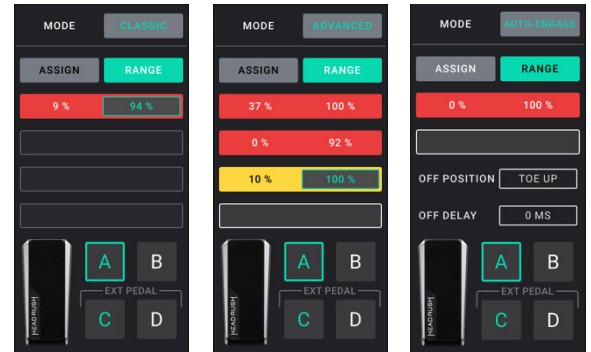 MODE CLASSIC
ASSIGN RANGE
9 % 94 %
A B
EXT PEDAL
C D
HEADRUSH
MODE ADVANCED
ASSIGN RANGE
37 % 100 %
0 % 92 %
10 % 100 %
A B
EXT PEDAL
C D
HEADRUSH
MODE AUTO-ENGAGE
ASSIGN RANGE
0 % 100 %
OFF POSITION TOE UP
OFF DELAY 0 MS
A B
EXT PEDAL
C D
HEADRUSH